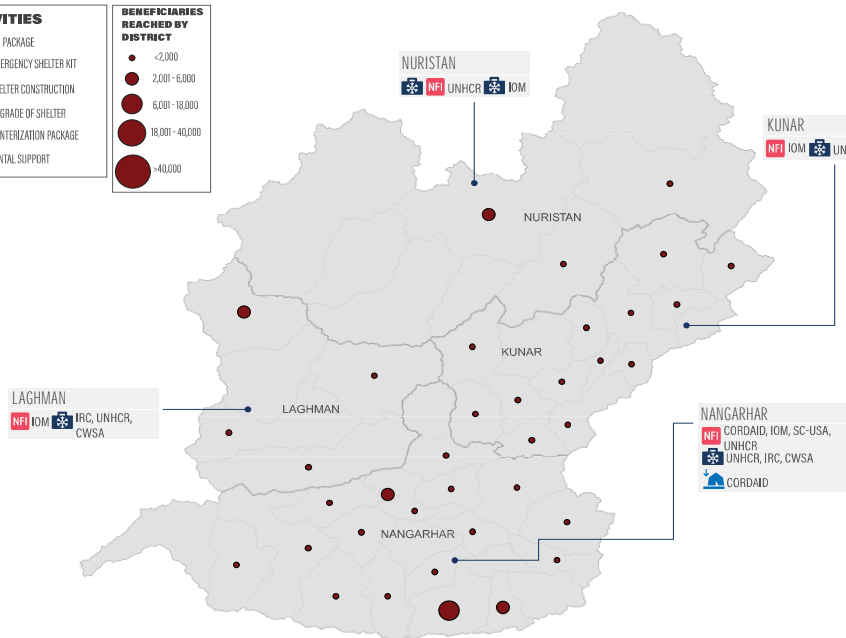 VITIES
PACKAGE
ERGENCY SHELTER KIT
ELTER CONSTRUCTION
GRADE OF SHELTER
NTERIZATION PACKAGE
NTAL SUPPORT
BENEFICIARIES
REACHED BY
DISTRICT
<2,000
2,001 - 6,000
6,001 - 18,000
18,001 - 40,000
>40,000
NURISTAN
NFI UNHCR IOM
KUNAR
NFI IOM UN
NURISTAN
KUNAR
LAGHMAN
LAGHMAN
NFI IOM IRC, UNHCR,
CWSA
NANGARHAR
NFI CORDAID, IOM, SC-USA,
UNHCR
UNHCR, IRC, CWSA
CORDAID
NANGARHAR